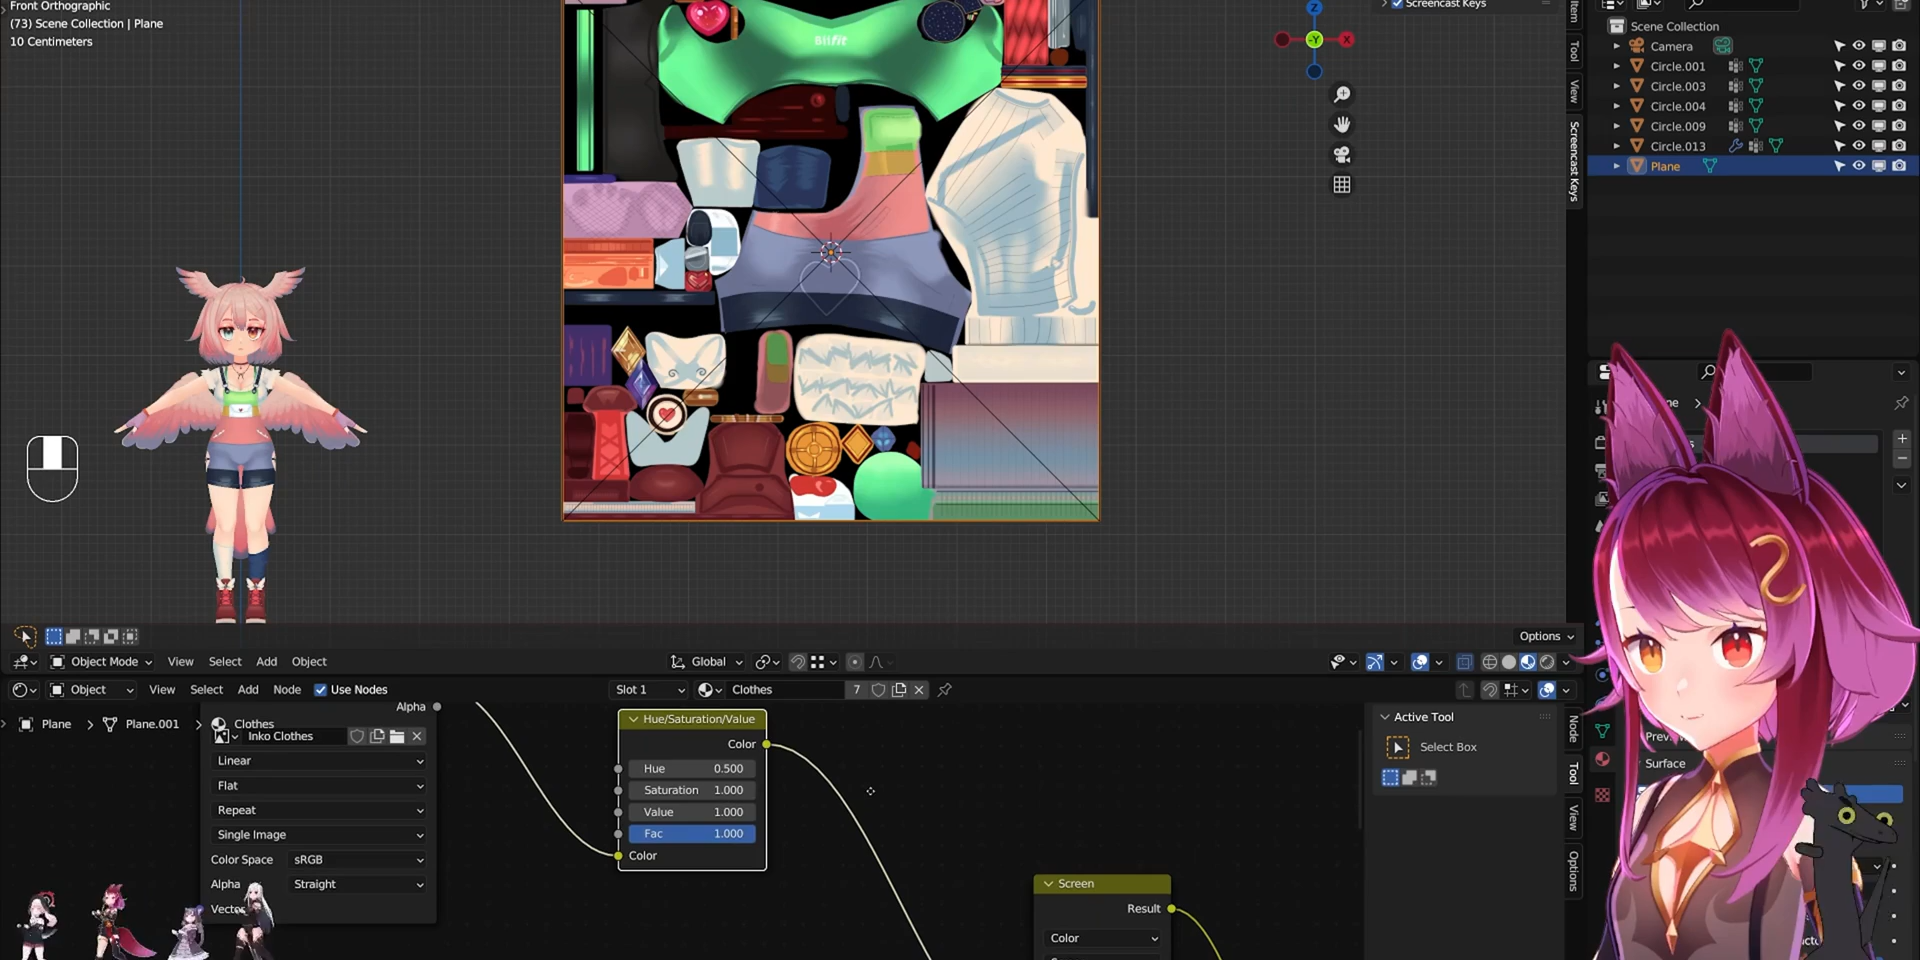 Front Orthographic
(73) Scene Collection | Plane
10 Centimeters
Blifit
Z
-Y
X
Screencast Keys
Item
Tool
View
Screencast Keys
Scene Collection
Camera
Circle.001
Circle.003
Circle.004
Circle.009
Circle.013
Plane
Options
Object Mode
View
Select
Add
Object
Global
Object
View
Select
Add
Node
Use Nodes
Slot 1
Clothes
7
Plane
Plane.001
Clothes
Alpha
Inko Clothes
Linear
Flat
Repeat
Single Image
Color Space
sRGB
Alpha
Straight
Vector
Hue/Saturation/Value
Color
Hue 0.500
Saturation 1.000
Value 1.000
Fac 1.000
Color
Screen
Result
Color
Active Tool
Select Box
Node
Tool
View
Options
Surface